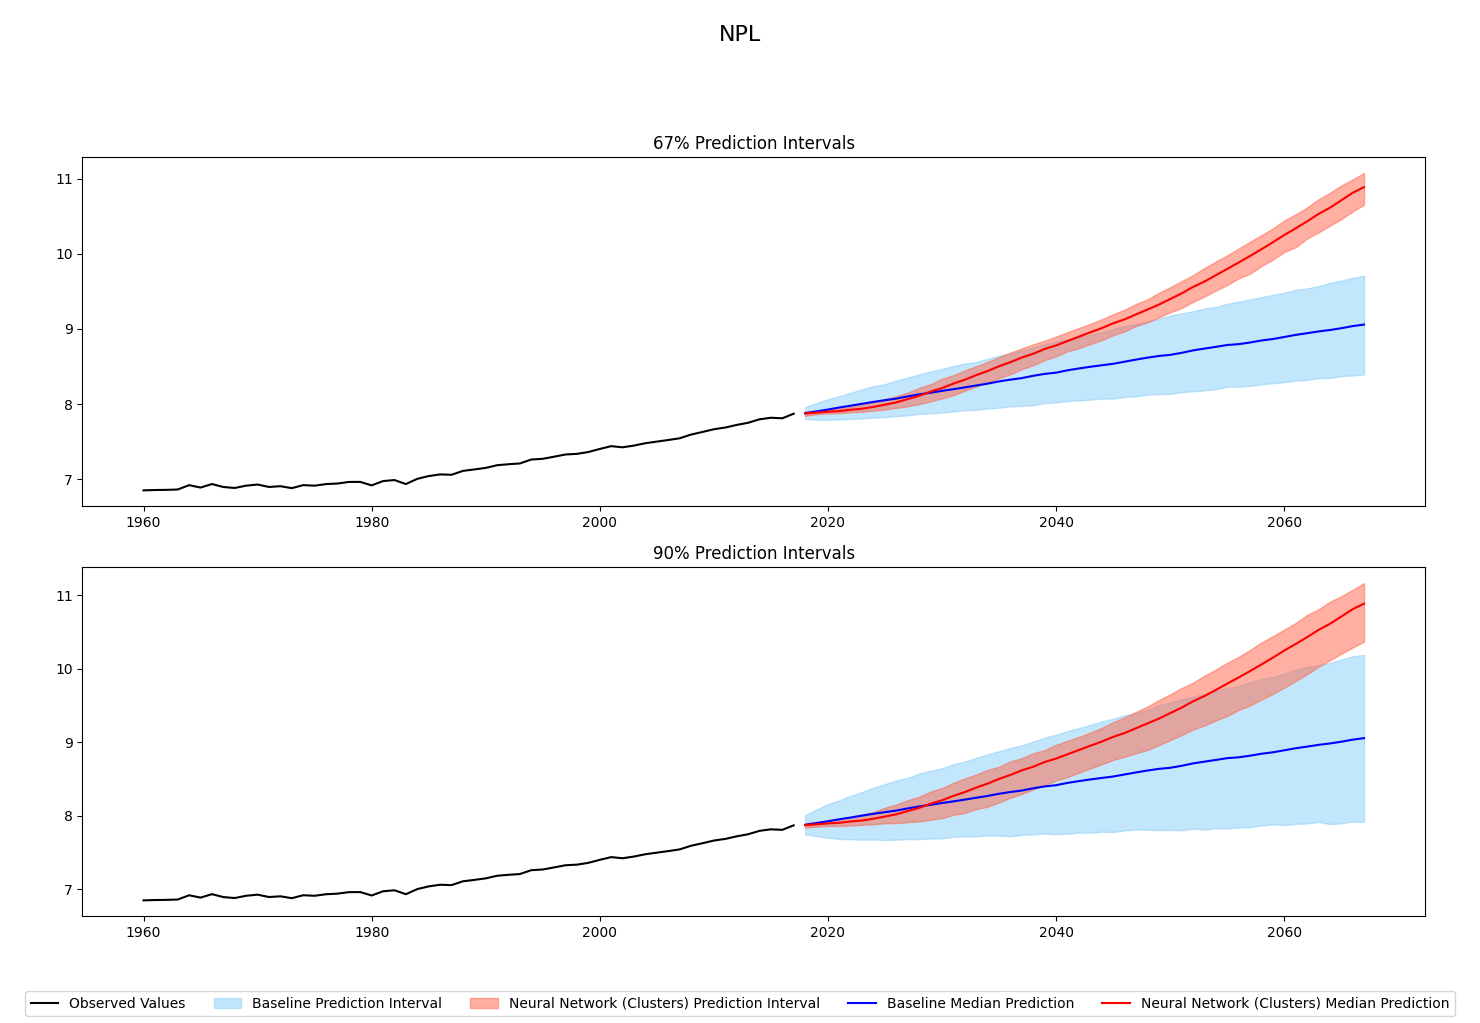 NPL
67% Prediction Intervals
11
10
9
8
7
1960 1980 2000 2020 2040 2060
90% Prediction Intervals
11
10
9
8
7
1960 1980 2000 2020 2040 2060
Observed Values Baseline Prediction Interval Neural Network (Clusters) Prediction Interval Baseline Median Prediction Neural Network (Clusters) Median Prediction